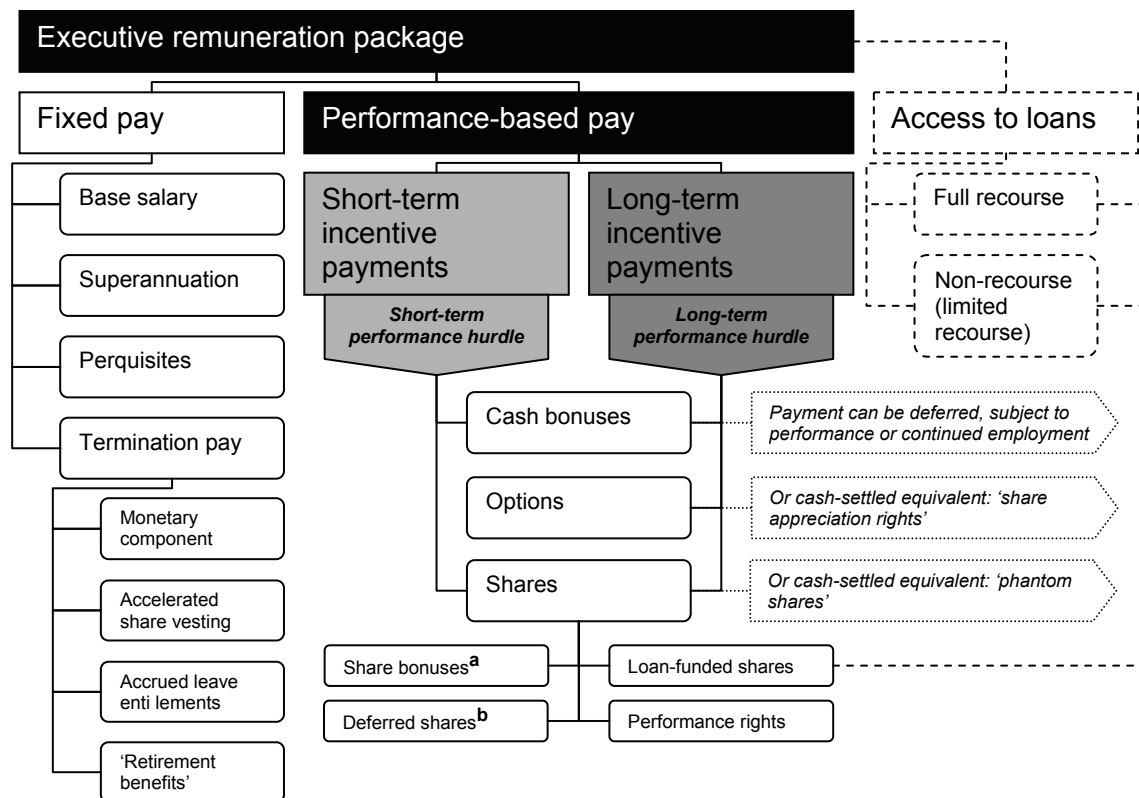 Executive remuneration package
Fixed pay
Performance-based pay
Access to loans
Base salary
Superannuation
Perquisites
Termination pay
Monetary
component
Accelerated
share vesting
Accrued leave
enti lements
‘Retirement
benefits’
Short-term
incentive
payments
Short-term
performance hurdle
Long-term
incentive
payments
Long-term
performance hurdle
Cash bonuses
Payment can be deferred, subject to
performance or continued employment
Options
Or cash-settled equivalent: ‘share
appreciation rights’
Shares
Or cash-settled equivalent: ‘phantom
shares’
Share bonusesa
Loan-funded shares
Deferred sharesb
Performance rights
Full recourse
Non-recourse
(limited
recourse)